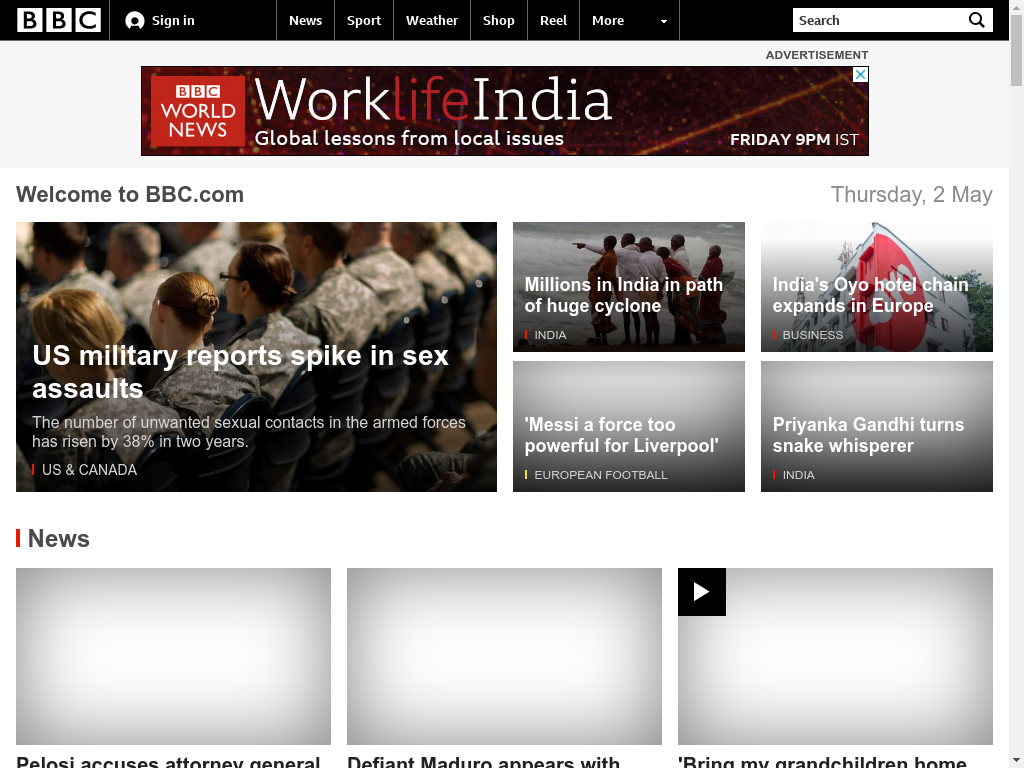 BBC
Sign in
News
Sport
Weather
Shop
Reel
More
Search
ADVERTISEMENT
BBC
WORLD
NEWS
WorklifeIndia
Global lessons from local issues
FRIDAY 9PM IST
Welcome to BBC.com
Thursday, 2 May
US military reports spike in sex
assaults
The number of unwanted sexual contacts in the armed forces
has risen by 38% in two years.
US & CANADA
Millions in India in path
of huge cyclone
INDIA
India's Oyo hotel chain
expands in Europe
BUSINESS
'Messi a force too
powerful for Liverpool'
EUROPEAN FOOTBALL
Priyanka Gandhi turns
snake whisperer
INDIA
News
Pelosi accuses attorney general
Defiant Maduro appears with
'Bring my grandchildren home